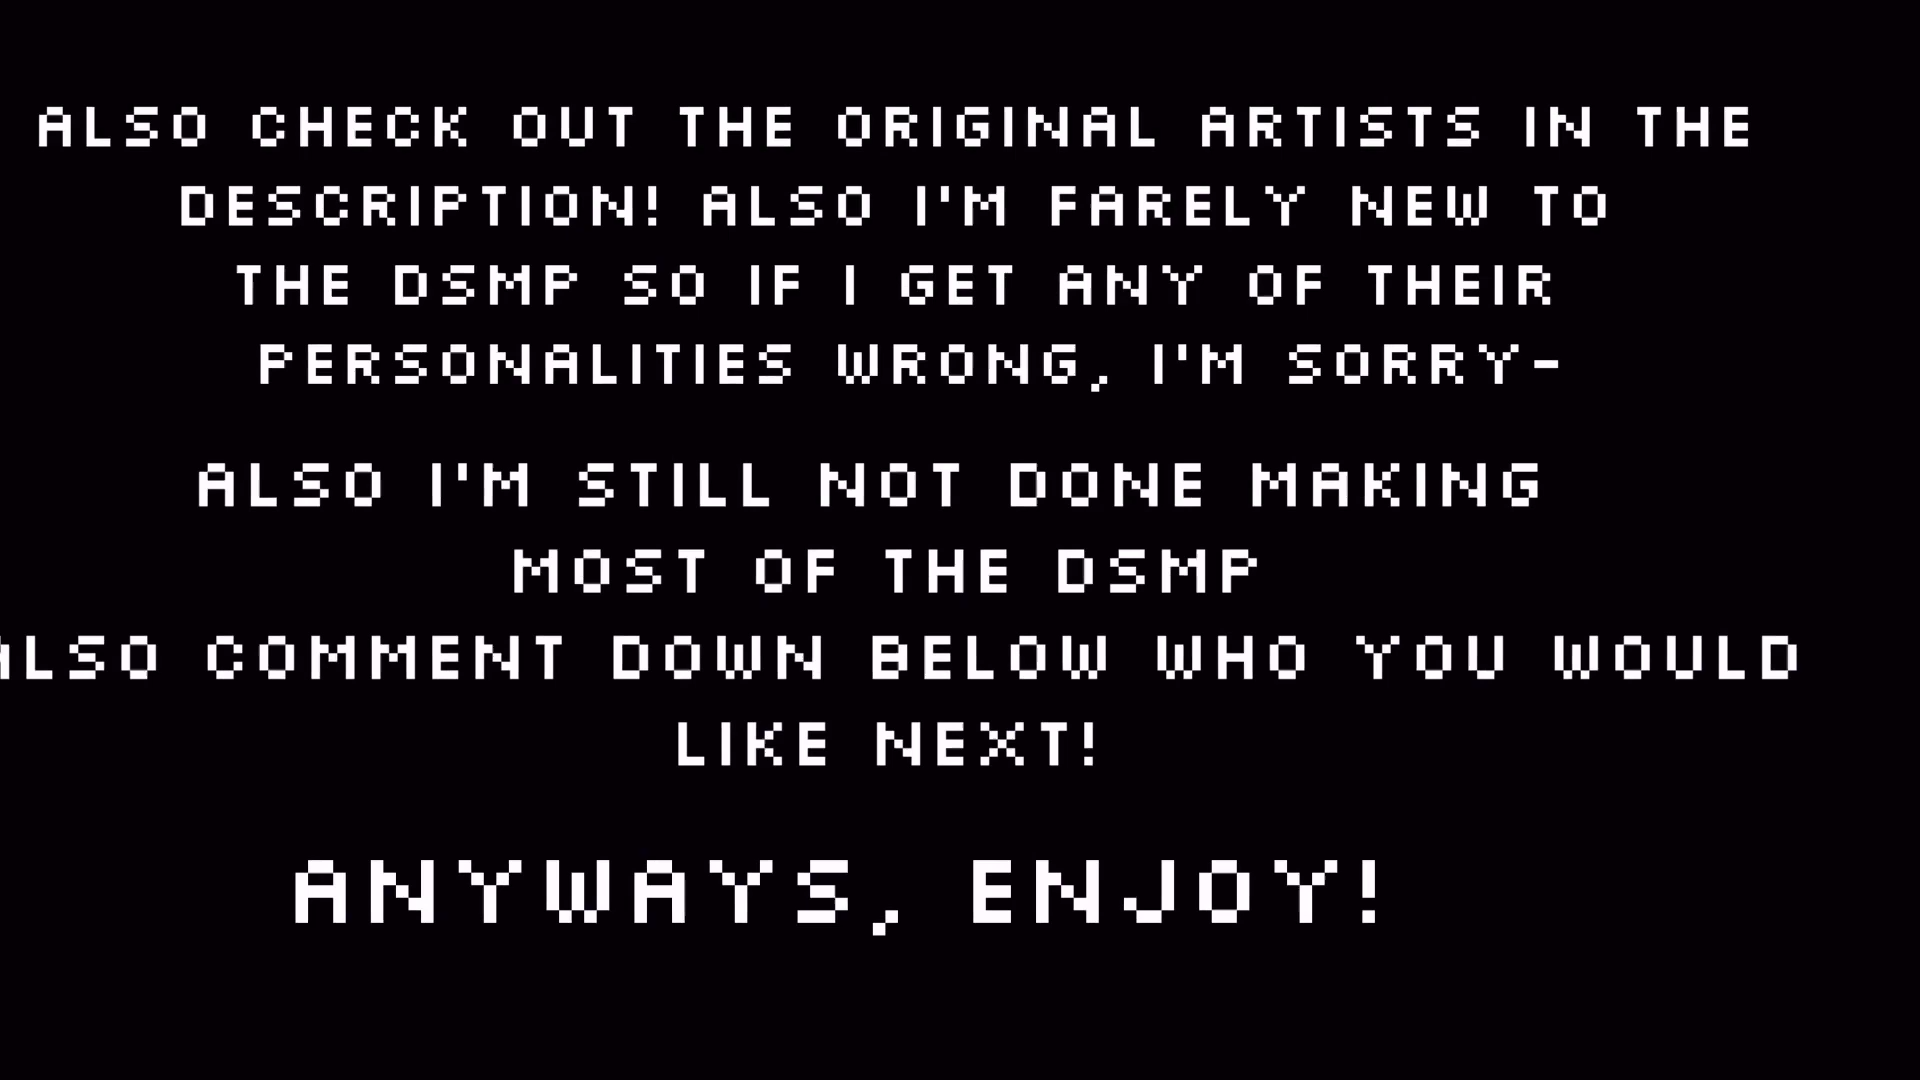 ALSO CHECK OUT THE ORIGINAL ARTISTS IN THE
DESCRIPTION! ALSO I'M FARELY NEW TO
THE DSMP SO IF I GET ANY OF THEIR
PERSONALITIES WRONG, I'M SORRY-
ALSO I'M STILL NOT DONE MAKING
MOST OF THE DSMP
ALSO COMMENT DOWN BELOW WHO YOU WOULD
LIKE NEXT!
ANYWAYS, ENJOY!